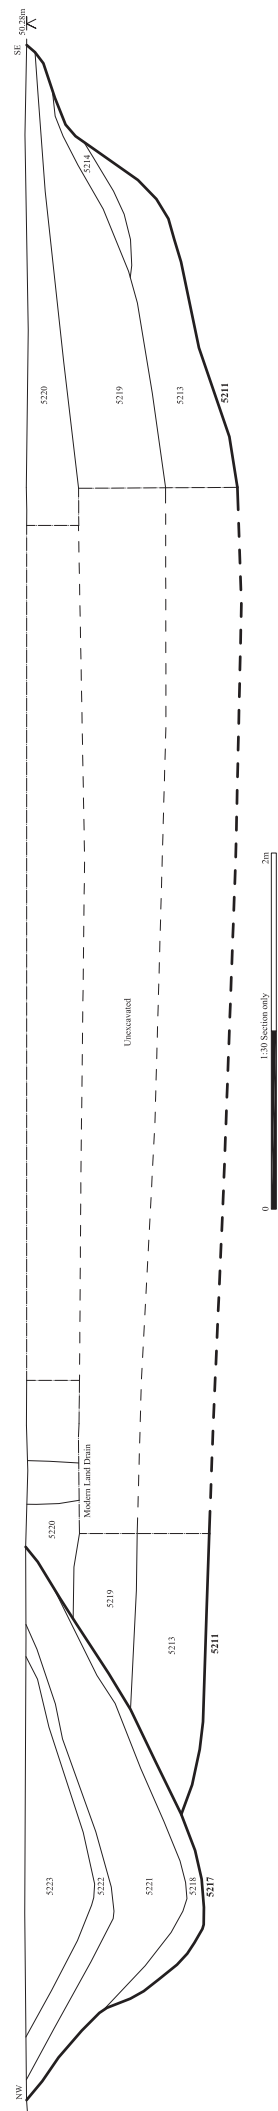 NW
SE
50.28m
5223
5222
5221
5218
5217
5220
5219
5213
5211
Modern Land Drain
Unexcavated
5220
5219
5214
5213
5211
0
1:30 Section only
2m